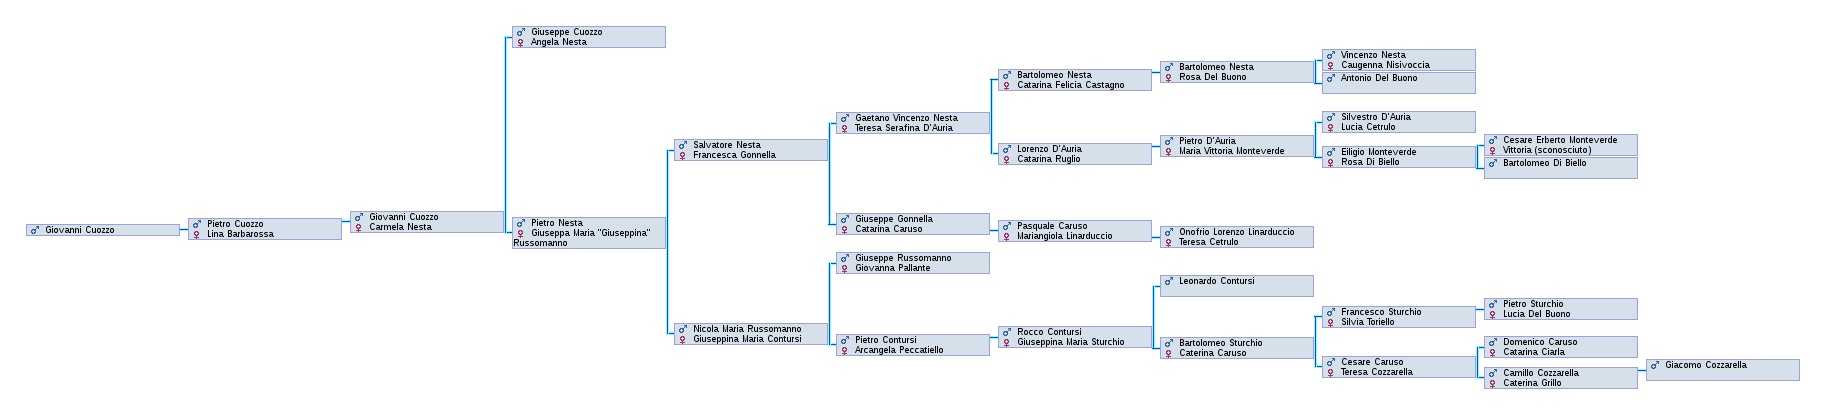 Giovanni Cuozzo
Pietro Cuozzo
Lina Barbarossa
Giovanni Cuozzo
Carmela Nesta
Giuseppe Cuozzo
Angela Nesta
Pietro Nesta
Giuseppa Maria "Giuseppina"
Russomanno
Salvatore Nesta
Francesca Gonnella
Nicola Maria Russomanno
Giuseppina Maria Contursi
Gaetano Vincenzo Nesta
Teresa Serafina D'Auria
Giuseppe Gonnella
Catarina Caruso
Giuseppe Russomanno
Giovanna Pallante
Pietro Contursi
Arcangela Peccatiello
Bartolomeo Nesta
Catarina Felicia Castagno
Lorenzo D'Auria
Catarina Ruglio
Pasquale Caruso
Mariangiola Linarduccio
Rocco Contursi
Giuseppina Maria Sturchio
Bartolomeo Nesta
Rosa Del Buono
Pietro D'Auria
Maria Vittoria Monteverde
Onofrio Lorenzo Linarduccio
Teresa Cetrulo
Leonardo Contursi
Bartolomeo Sturchio
Caterina Caruso
Vincenzo Nesta
Caugenna Nisivoccia
Antonio Del Buono
Silvestro D'Auria
Lucia Cetrulo
Eiligio Monteverde
Rosa Di Biello
Francesco Sturchio
Silvia Toriello
Cesare Caruso
Teresa Cozzarella
Cesare Erberto Monteverde
Vittoria (sconosciuto)
Bartolomeo Di Biello
Pietro Sturchio
Lucia Del Buono
Domenico Caruso
Catarina Ciarla
Camillo Cozzarella
Caterina Grillo
Giacomo Cozzarella